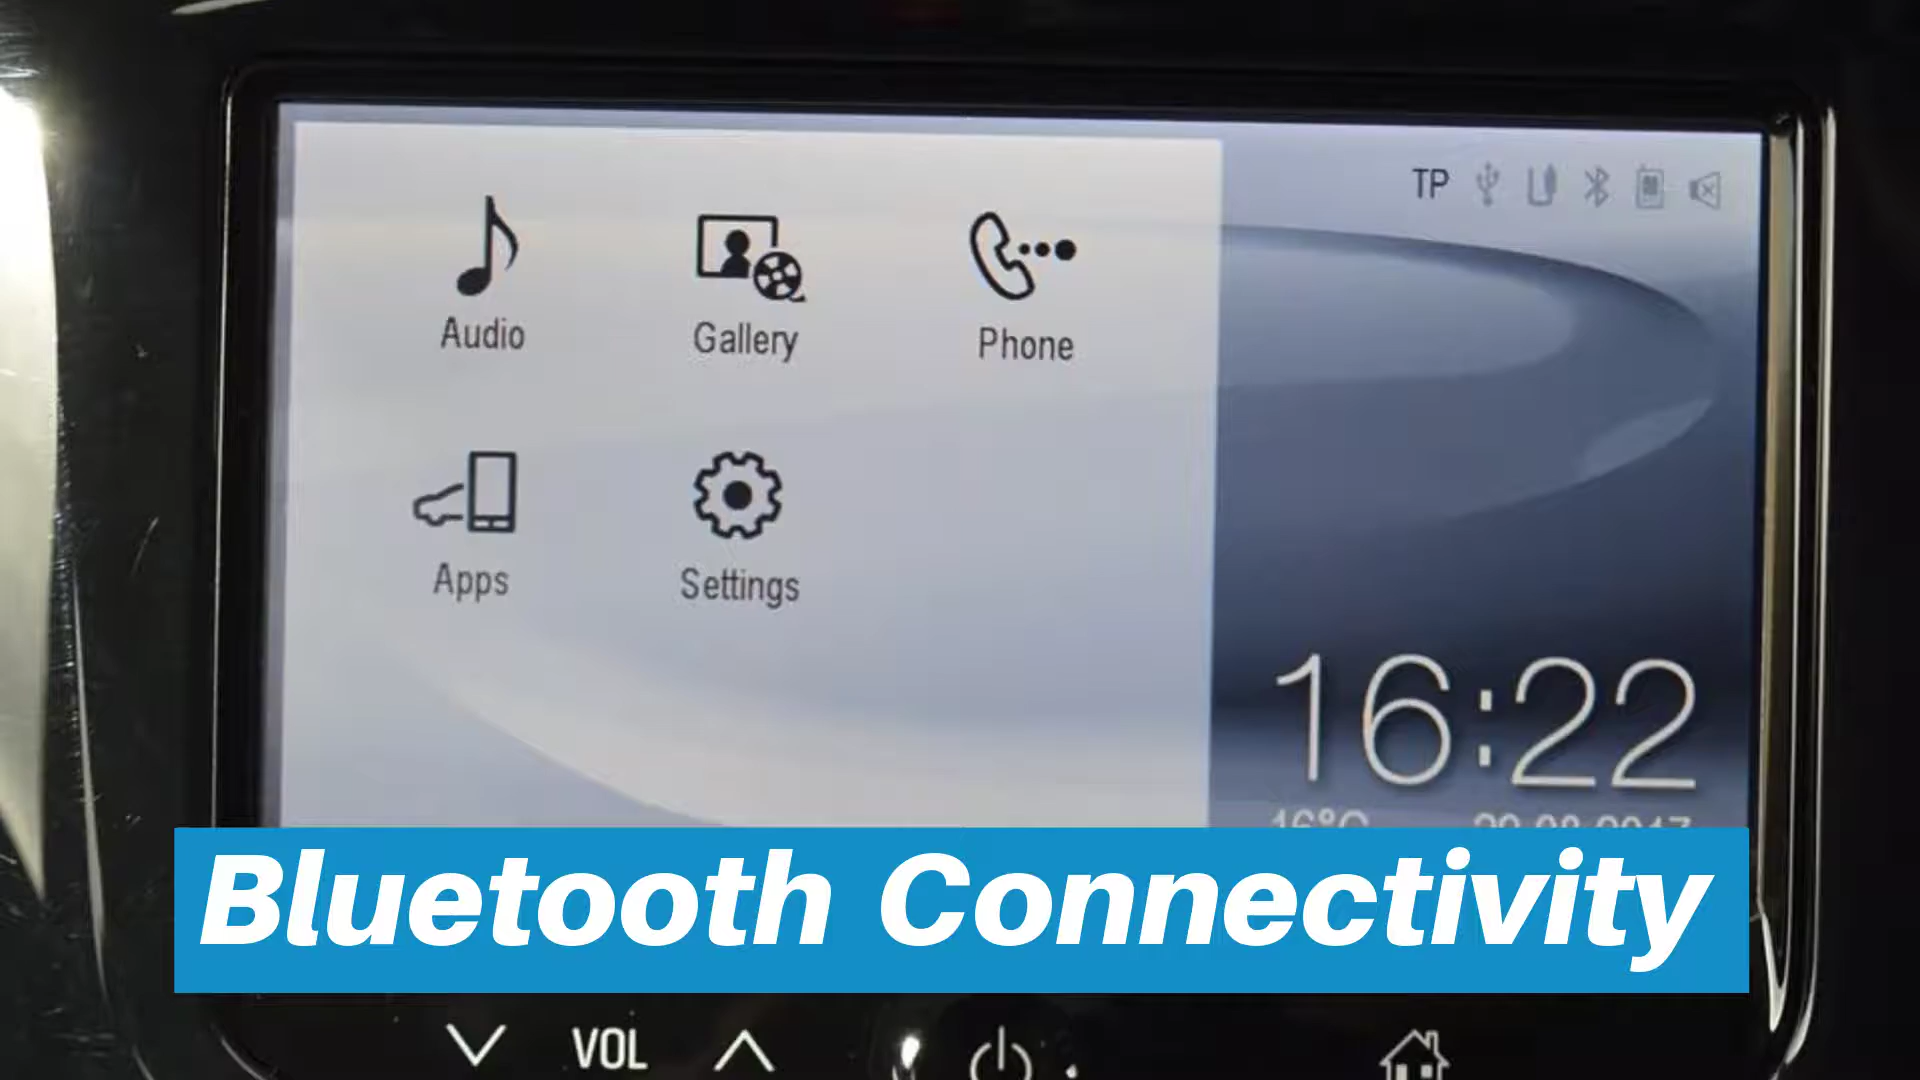 TP
Audio
Gallery
Phone
Apps
Settings
16:22
Bluetooth Connectivity
VOL